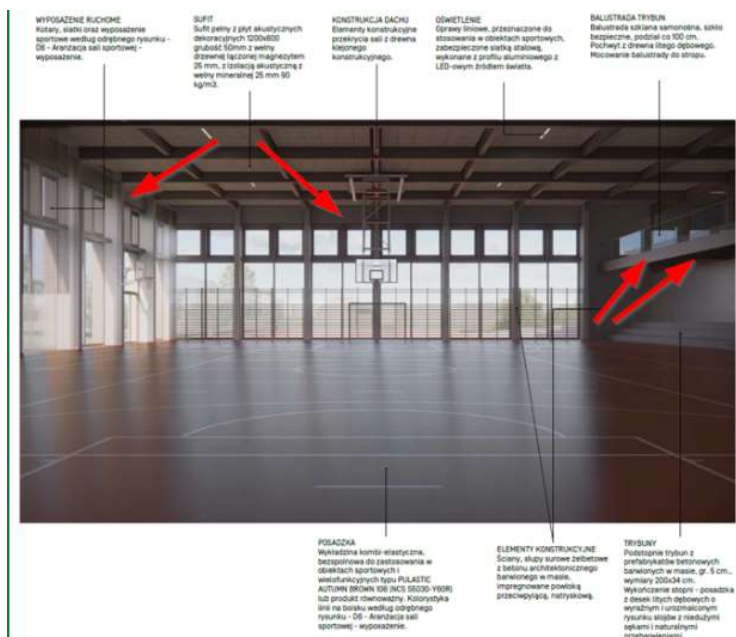 WYPOSAŻENIE RUCHOME
Kotary, siatki oraz wyposażenie
sportowe według odrębnego rysunku -
D6 - Aranżacja sali sportowej -
wyposażenie.
SUFIT
Sufit pełny z płyt akustycznych
dekoracyjnych 1200x600
grubość 50mm z wełny
drzewnej łączonej magnezytem
25 mm, z izolacją akustyczną z
wełny mineralnej 25 mm 90
kg/m3.
KONSTRUKCJA DACHU
Elementy konstrukcyjne
przekrycia sali z drewna
klejonego
konstrukcyjnego.
OŚWIETLENIE
Oprawy liniowe, przeznaczone do
stosowania w obiektach sportowych,
zabezpieczone siatką stalową,
wykonane z profilu aluminiowego z
LED-owym źródłem światła.
BALUSTRADA TRYBUN
Balustrada szklana samonośna, szkło
bezpieczne, podział co 100 cm.
Pochwyt z drewna litego dębowego.
Mocowanie balustrady do stropu.
POSADZKA
Wykładzina kombi-elastyczna,
bezspoinowa do zastosowania w
obiektach sportowych i
wielofunkcyjnych typu PULASTIC
AUTUMN BROWN 106 (NCS S5030-Y60R)
lub produkt równoważny. Kolorystyka
linii na boisku według odrębnego
rysunku - D6 - Aranżacja sali
sportowej - wyposażenie.
ELEMENTY KONSTRUKCYJNE
Ściany, słupy surowe żelbetowe
z betonu architektonicznego
barwionego w masie,
impregnowane powłoką
przeciwpyłącą, natryskową.
TRYBUNY
Podstopnie trybun z
prefabrykatów betonowych
barwionych w masie, gr. 5 cm.,
wymiary 200x34 cm.
Wykończenie stopni - posadzka
z desek litych dębowych o
wyraźnym i urozmaiconym
rysunku słojów z niedużymi
sękami i naturalnymi
przebarwieniami